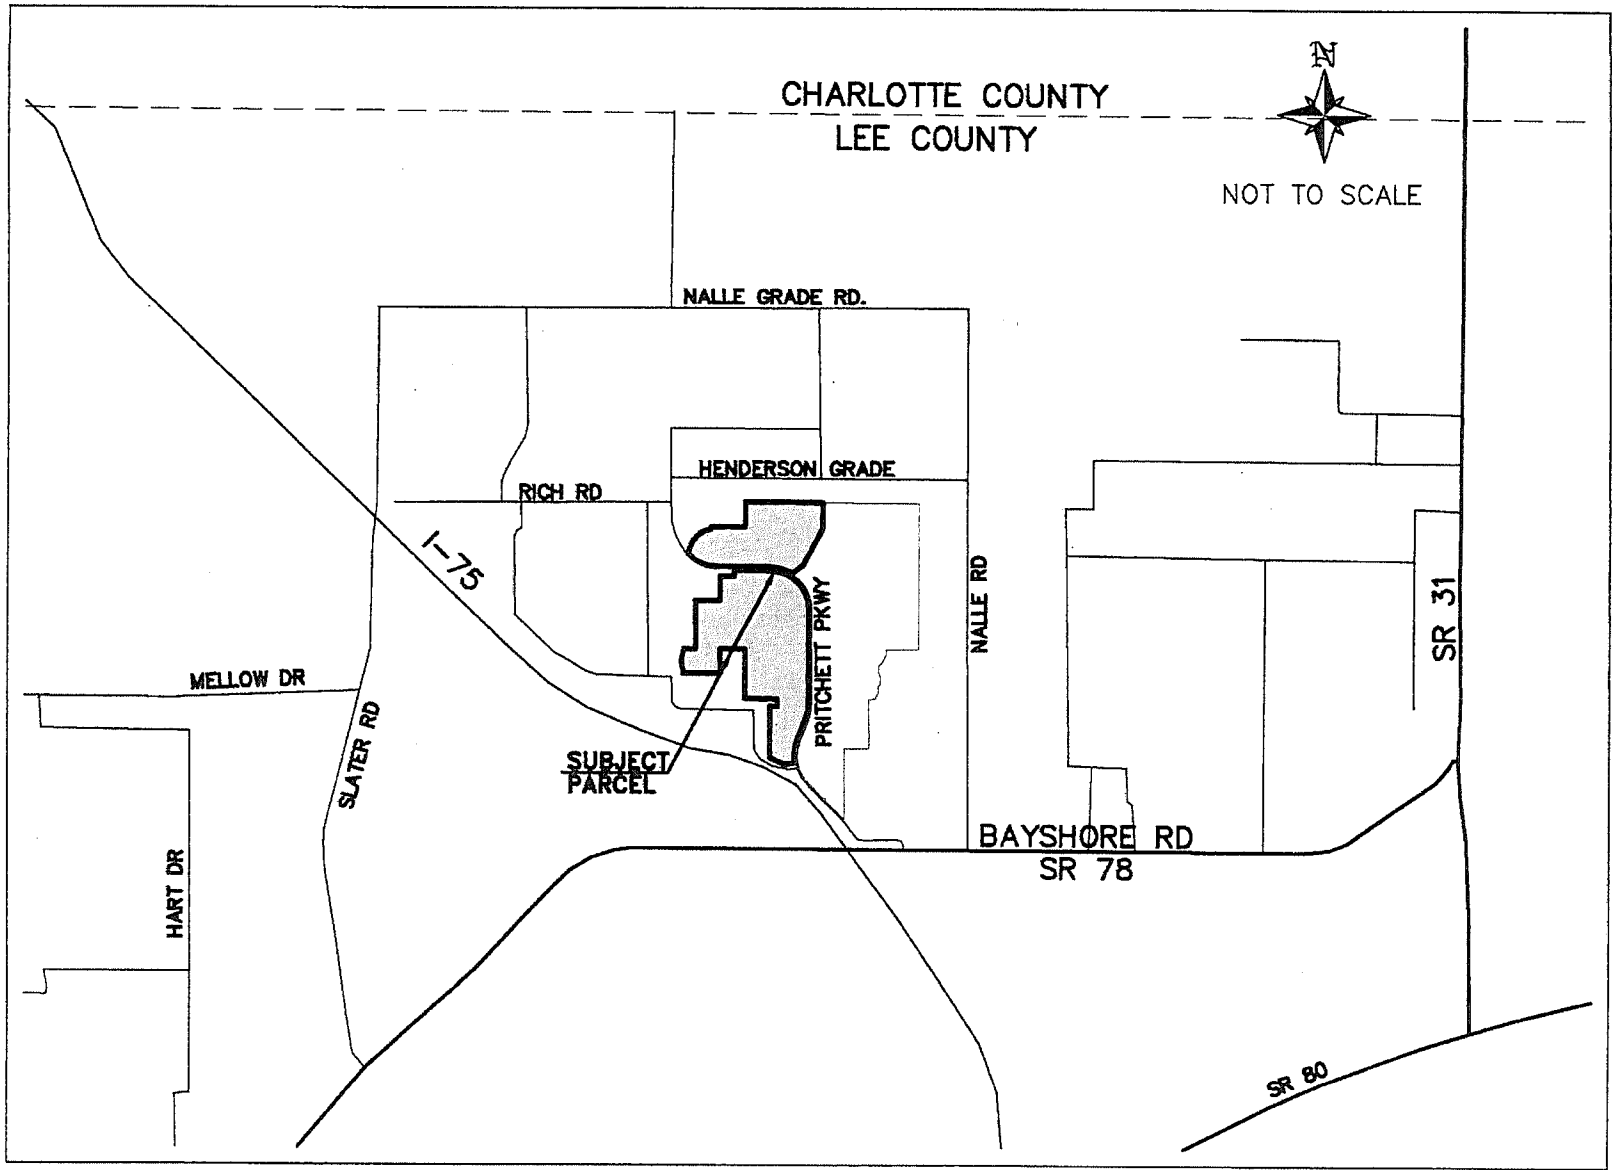 N
CHARLOTTE COUNTY
LEE COUNTY
NOT TO SCALE
NALLE GRADE RD.
HENDERSON GRADE
RICH RD
I-75
NALLE RD
PRITCHETT PKWY
SR 31
MELLOW DR
SLATER RD
SUBJECT
PARCEL
BAYSHORE RD
SR 78
HART DR
SR 80